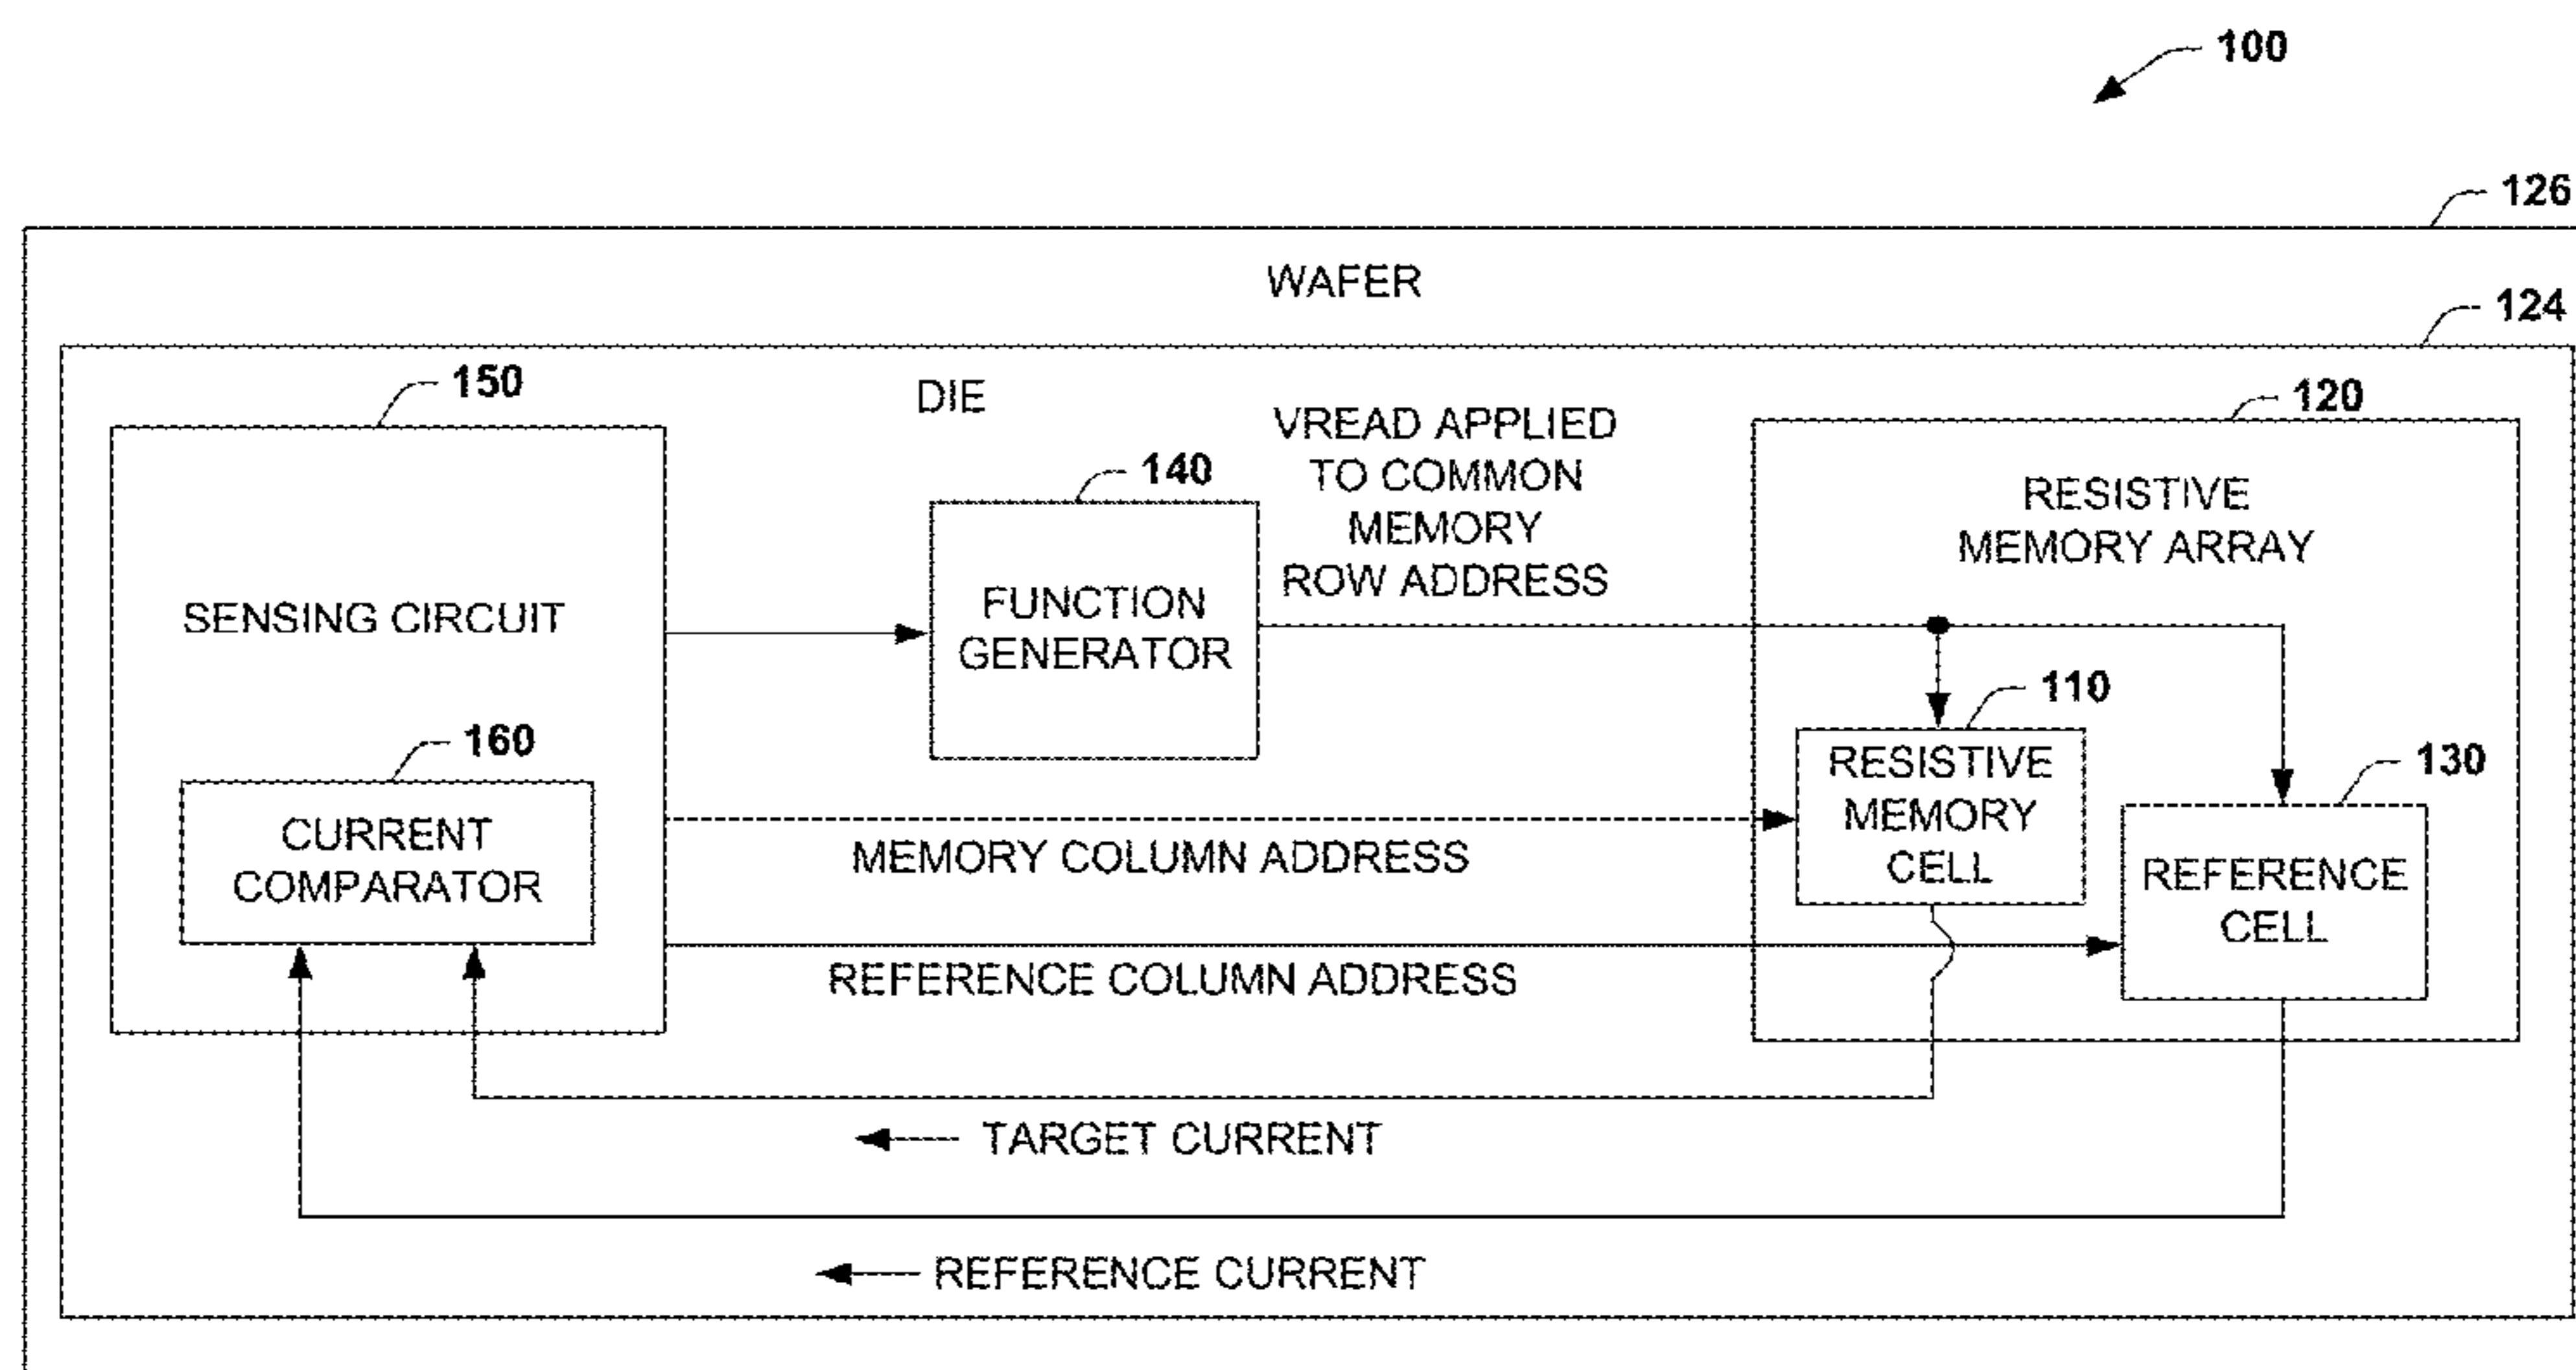 100
126
WAFER
124
DIE
150
SENSING CIRCUIT
140
FUNCTION
GENERATOR
VREAD APPLIED
TO COMMON
MEMORY
ROW ADDRESS
120
RESISTIVE
MEMORY ARRAY
110
RESISTIVE
MEMORY
CELL
130
REFERENCE
CELL
160
CURRENT
COMPARATOR
MEMORY COLUMN ADDRESS
REFERENCE COLUMN ADDRESS
TARGET CURRENT
REFERENCE CURRENT